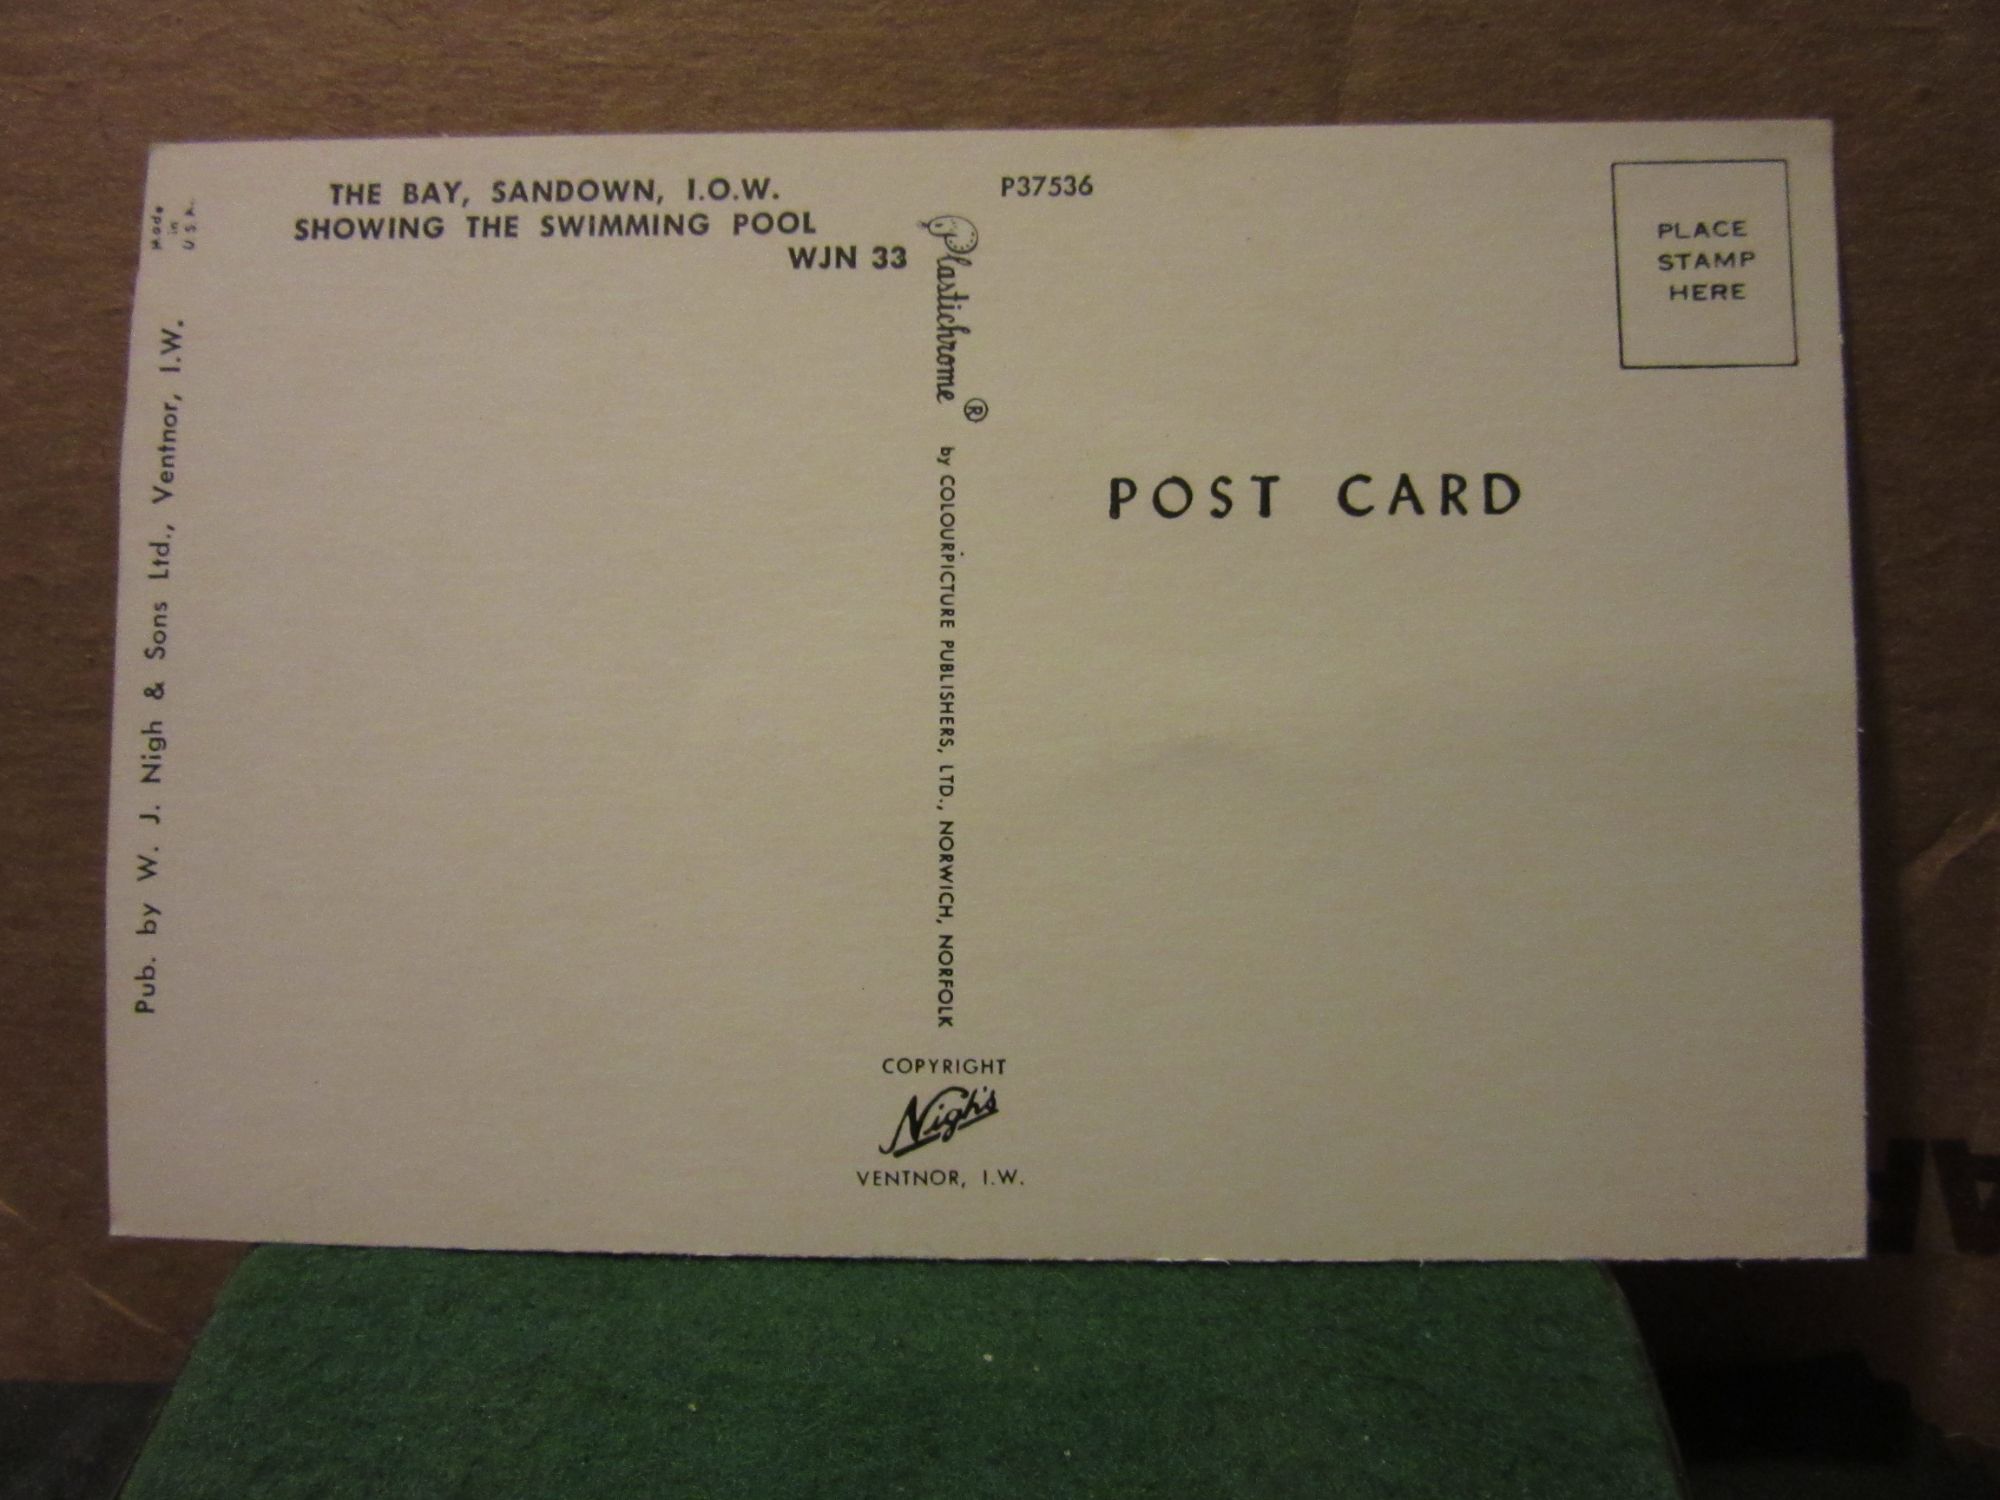 THE BAY, SANDOWN, I.O.W.
SHOWING THE SWIMMING POOL
WJN 33
Made
in
U.S.A.
Pub. by W. J. Nigh & Sons Ltd., Ventnor, I.W.
Plastichrome ® by COLOURPICTURE PUBLISHERS, LTD., NORWICH, NORFOLK
COPYRIGHT
Nigh's
VENTNOR, I.W.
P37536
PLACE
STAMP
HERE
POST CARD